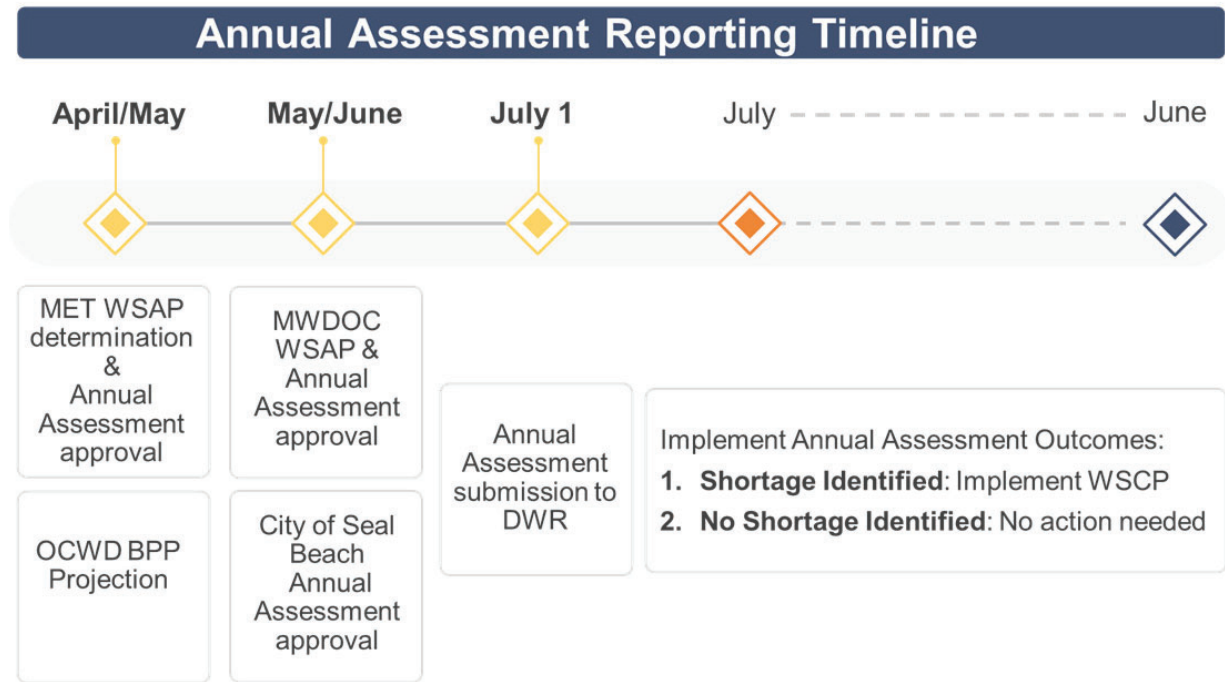 Annual Assessment Reporting Timeline
April/May
May/June
July 1
July
June
MET WSAP
determination
&
Annual
Assessment
approval
OCWD BPP
Projection
MWDOC
WSAP &
Annual
Assessment
approval
City of Seal
Beach
Annual
Assessment
approval
Annual
Assessment
submission to
DWR
Implement Annual Assessment Outcomes:
1. Shortage Identified: Implement WSCP
2. No Shortage Identified: No action needed